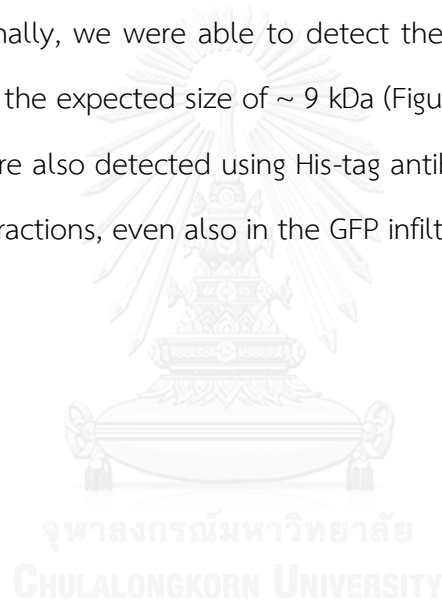 nally, we were able to detect the
the expected size of ~ 9 kDa (Figu
re also detected using His-tag antib
ractions, even also in the GFP infilt
จุฬาลงกรณ์มหาวิทยาลัย
CHULALONGKORN UNIVERSITY